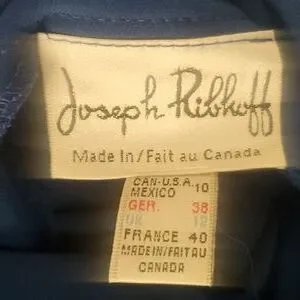 Joseph Ribkoff
Made In/Fait au Canada
CAN-U.S.A. 10
MEXICO
GER. 38
UK 12
FRANCE 40
MADE IN/FAIT AU
CANADA